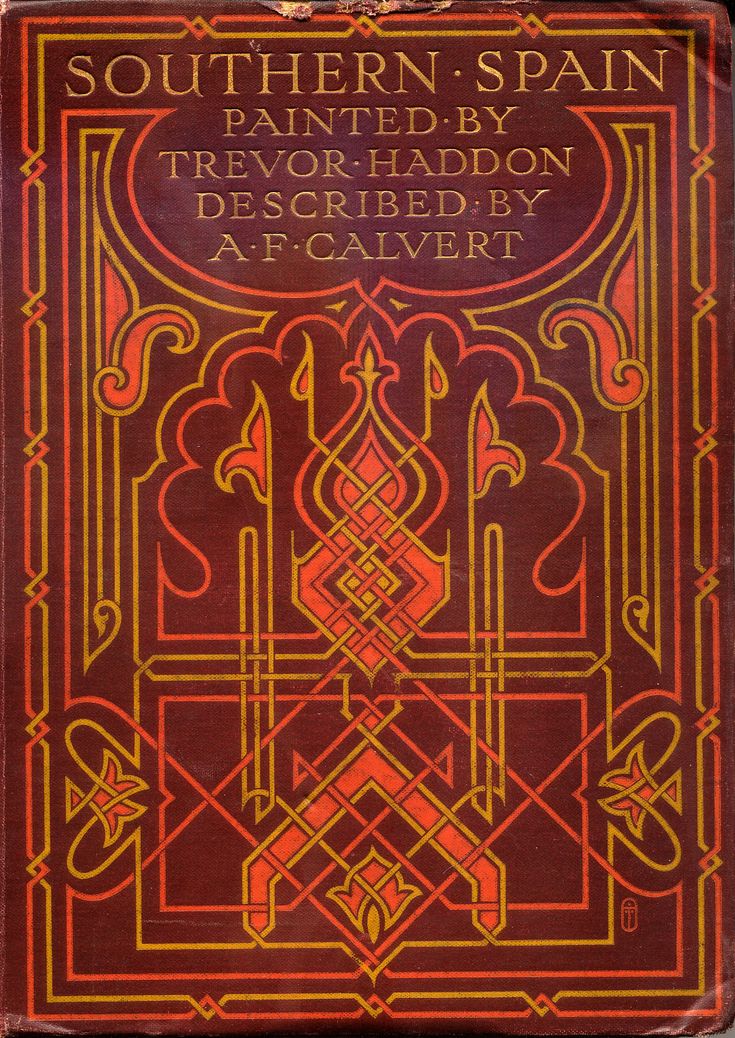 SOUTHERN · SPAIN
PAINTED · BY
TREVOR · HADDON
DESCRIBED · BY
A · F · CALVERT